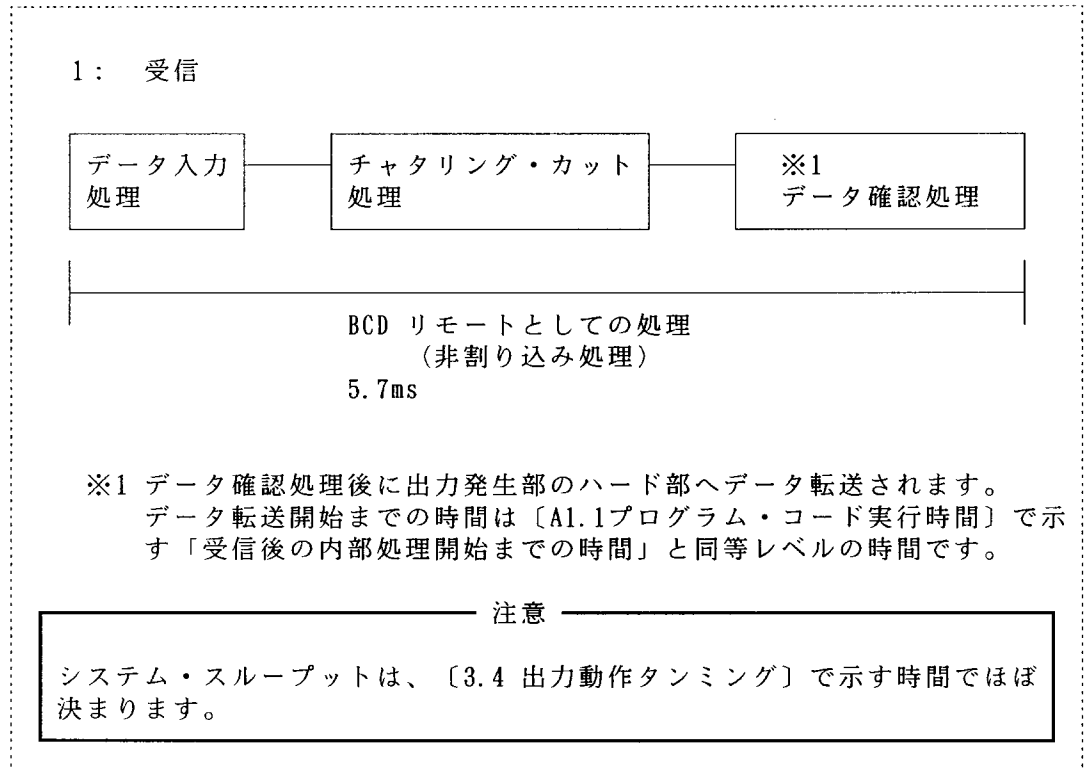 1： 受信
データ入力
処理
チャタリング・カット
処理
※1
データ確認処理
BCD リモートとしての処理
（非割り込み処理）
5.7ms
※1 データ確認処理後に出力発生部のハード部へデータ転送されます。
データ転送開始までの時間は〔A1.1プログラム・コード実行時間〕で示
す「受信後の内部処理開始までの時間」と同等レベルの時間です。
注意
システム・スループットは、〔3.4 出力動作タンミング〕で示す時間でほぼ
決まります。